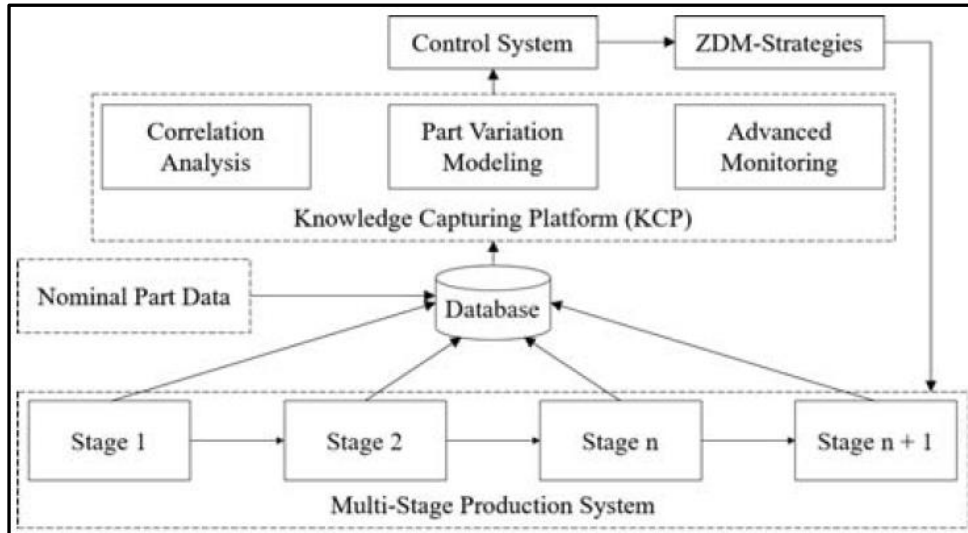 Control System
ZDM-Strategies
Correlation
Analysis
Part Variation
Modeling
Advanced
Monitoring
Knowledge Capturing Platform (KCP)
Nominal Part Data
Database
Stage 1
Stage 2
Stage n
Stage n + 1
Multi-Stage Production System